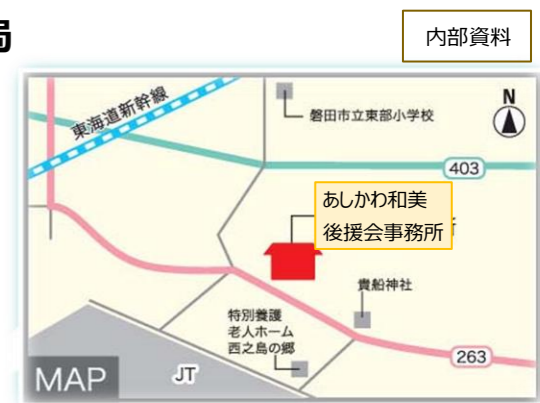 局
内部資料
東海道新幹線
磐田市立東部小学校
N
403
あしかわ和美
後援会事務所
所
貴船神社
特別養護
老人ホーム
西之島の郷
263
MAP
JT